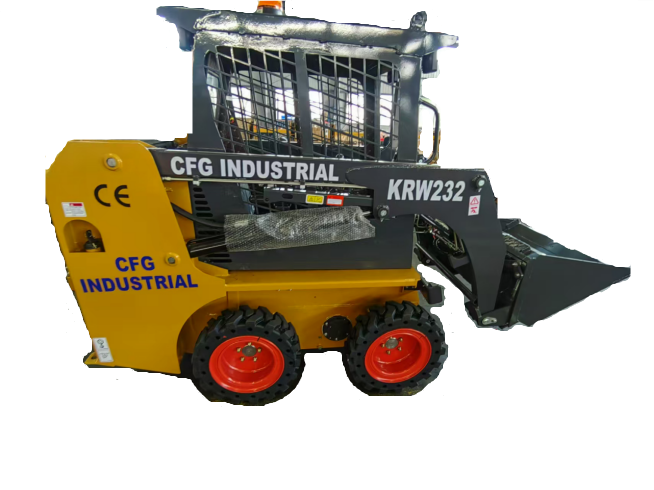 CFG INDUSTRIAL
KRW232
CE
CFG
INDUSTRIAL